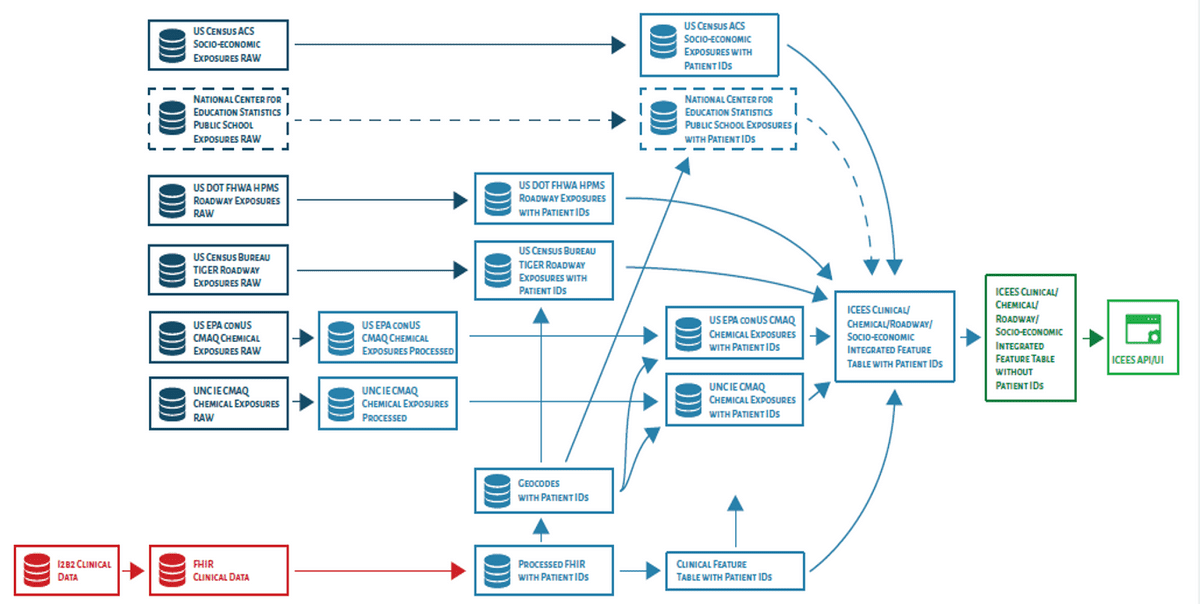 US Census ACS
Socio-economic
Exposures RAW
US Census ACS
Socio-economic
Exposures with
Patient IDs
National Center for
Education Statistics
Public School
Exposures RAW
National Center for
Education Statistics
Public School Exposures
with Patient IDs
US DOT FHWA HPMS
Roadway Exposures
RAW
US DOT FHWA HPMS
Roadway Exposures
with Patient IDs
US Census Bureau
TIGER Roadway
Exposures RAW
US Census Bureau
TIGER Roadway
Exposures with
Patient IDs
US EPA conUS
CMAQ Chemical
Exposures RAW
US EPA conUS
CMAQ Chemical
Exposures Processed
US EPA conUS CMAQ
Chemical Exposures
with Patient IDs
UNC IE CMAQ
Chemical Exposures
RAW
UNC IE CMAQ
Chemical Exposures
Processed
UNC IE CMAQ
Chemical Exposures
with Patient IDs
ICEES Clinical/
Chemical/Roadway/
Socio-economic
Integrated Feature
Table with Patient IDs
ICEES Clinical/
Chemical/
Roadway/
Socio-economic
Integrated
Feature Table
without
Patient IDs
ICEES API/UI
Geocodes
with Patient IDs
i2b2 Clinical
Data
FHIR
Clinical Data
Processed FHIR
with Patient IDs
Clinical Feature
Table with Patient IDs